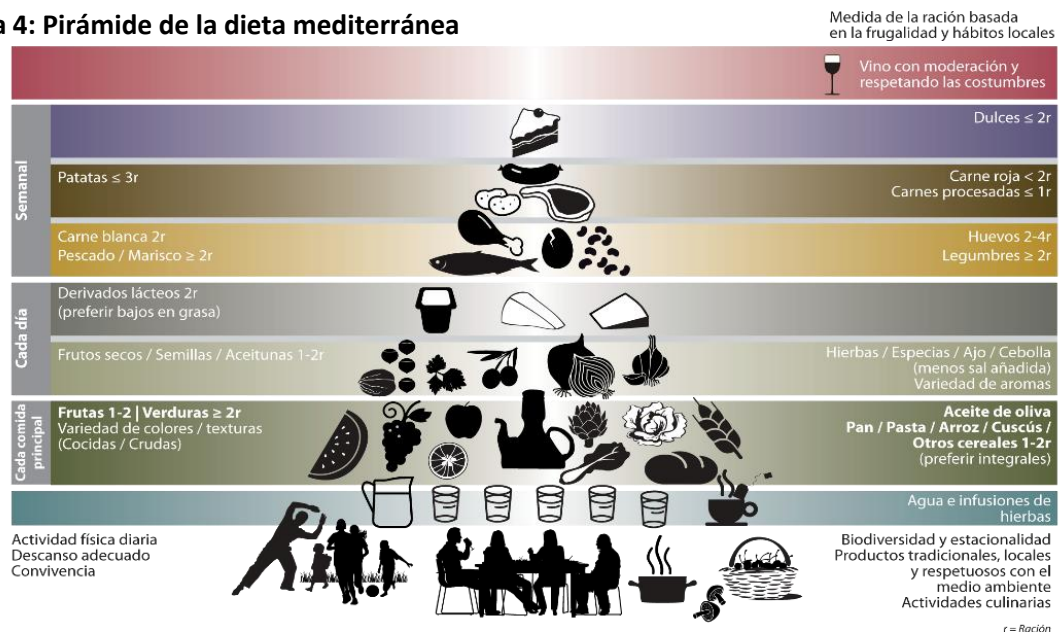 a 4: Pirámide de la dieta mediterránea
Medida de la ración basada
en la frugalidad y hábitos locales
Vino con moderación y
respetando las costumbres
Semanal
Dulces ≤ 2r
Patatas ≤ 3r
Carne roja < 2r
Carnes procesadas ≤ 1r
Carne blanca 2r
Pescado / Marisco ≥ 2r
Huevos 2-4r
Legumbres ≥ 2r
Cada día
Derivados lácteos 2r
(preferir bajos en grasa)
Frutos secos / Semillas / Aceitunas 1-2r
Hierbas / Especias / Ajo / Cebolla
(menos sal añadida)
Variedad de aromas
Cada comida
principal
Frutas 1-2 | Verduras ≥ 2r
Variedad de colores / texturas
(Cocidas / Crudas)
Aceite de oliva
Pan / Pasta / Arroz / Cuscús /
Otros cereales 1-2r
(preferir integrales)
Agua e infusiones de
hierbas
Actividad física diaria
Descanso adecuado
Convivencia
Biodiversidad y estacionalidad
Productos tradicionales, locales
y respetuosos con el
medio ambiente
Actividades culinarias
r = Ración